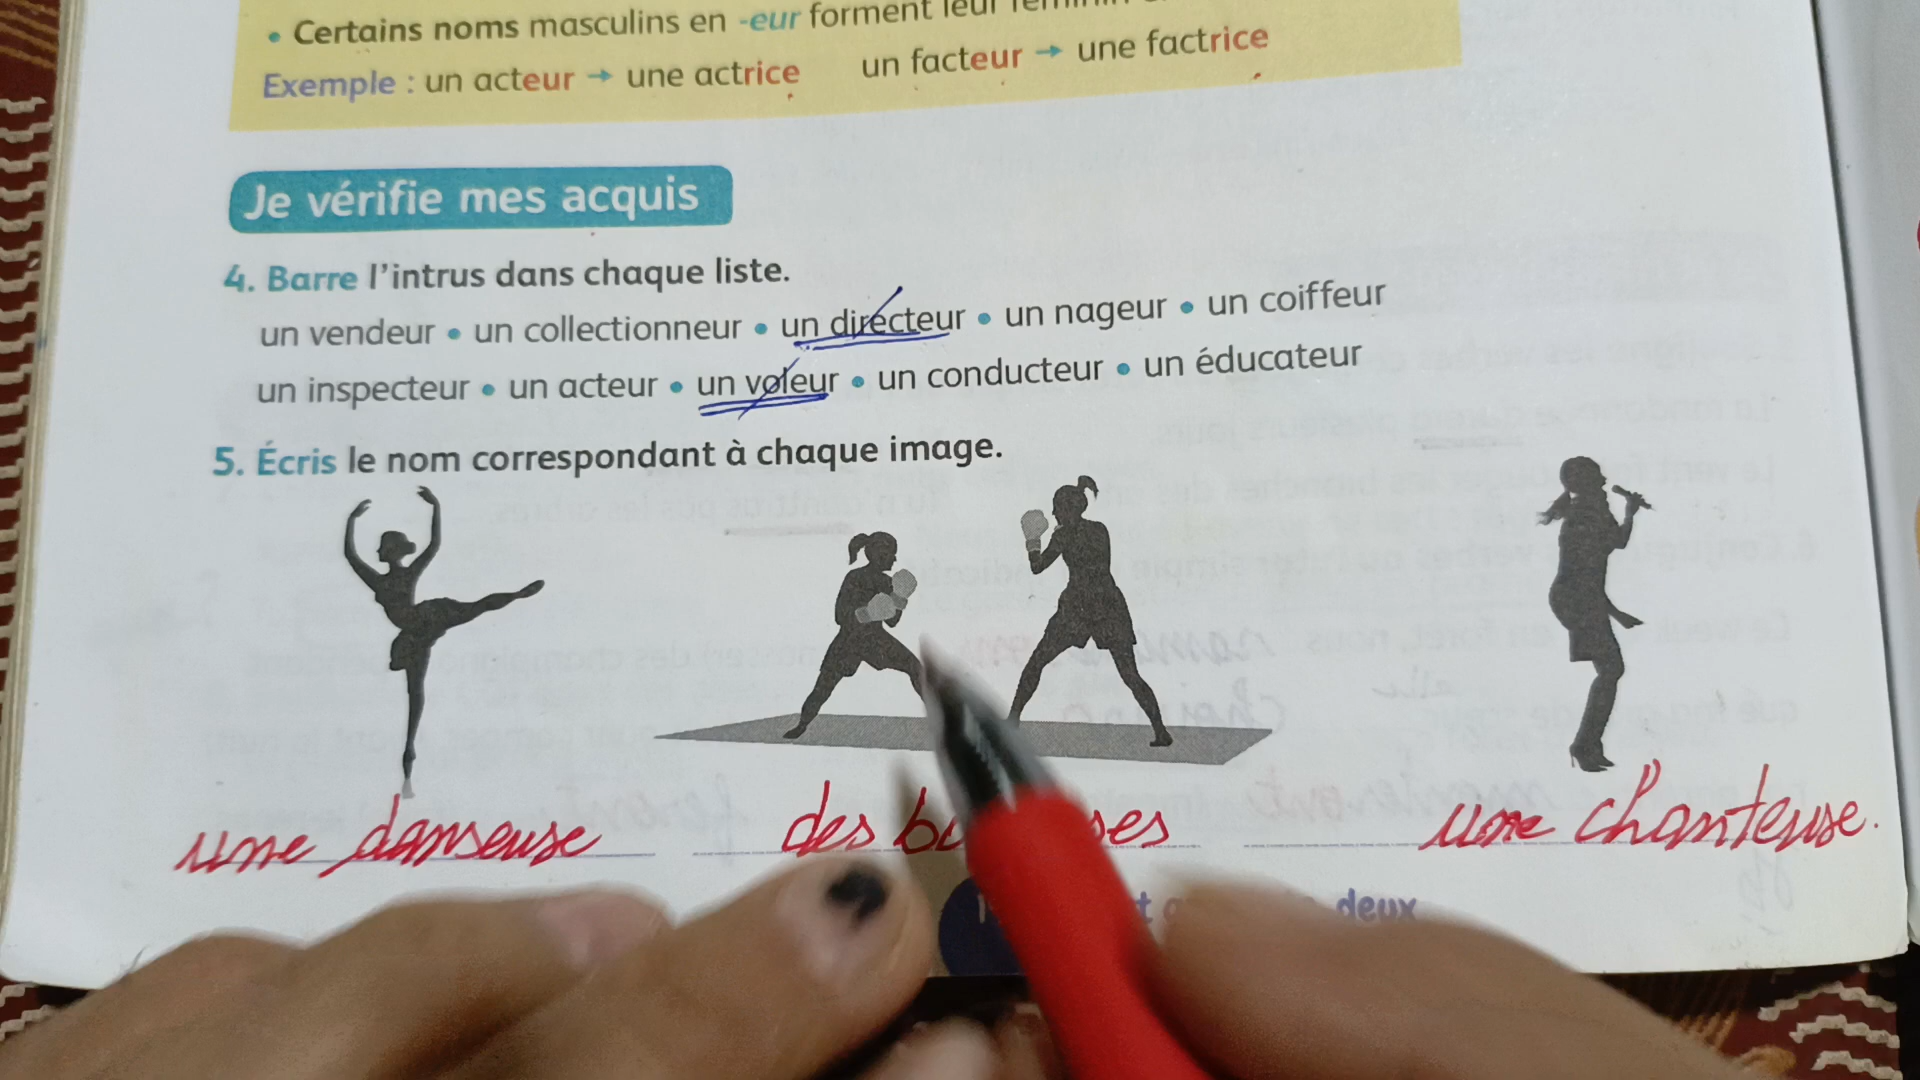 • Certains noms masculins en -eur forment leur
Exemple : un acteur → une actrice un facteur → une factrice
Je vérifie mes acquis
4. Barre l'intrus dans chaque liste.
un vendeur • un collectionneur • un directeur • un nageur • un coiffeur
un inspecteur • un acteur • un voleur • un conducteur • un éducateur
5. Écris le nom correspondant à chaque image.
une danseuse des une chanteuse.
deux